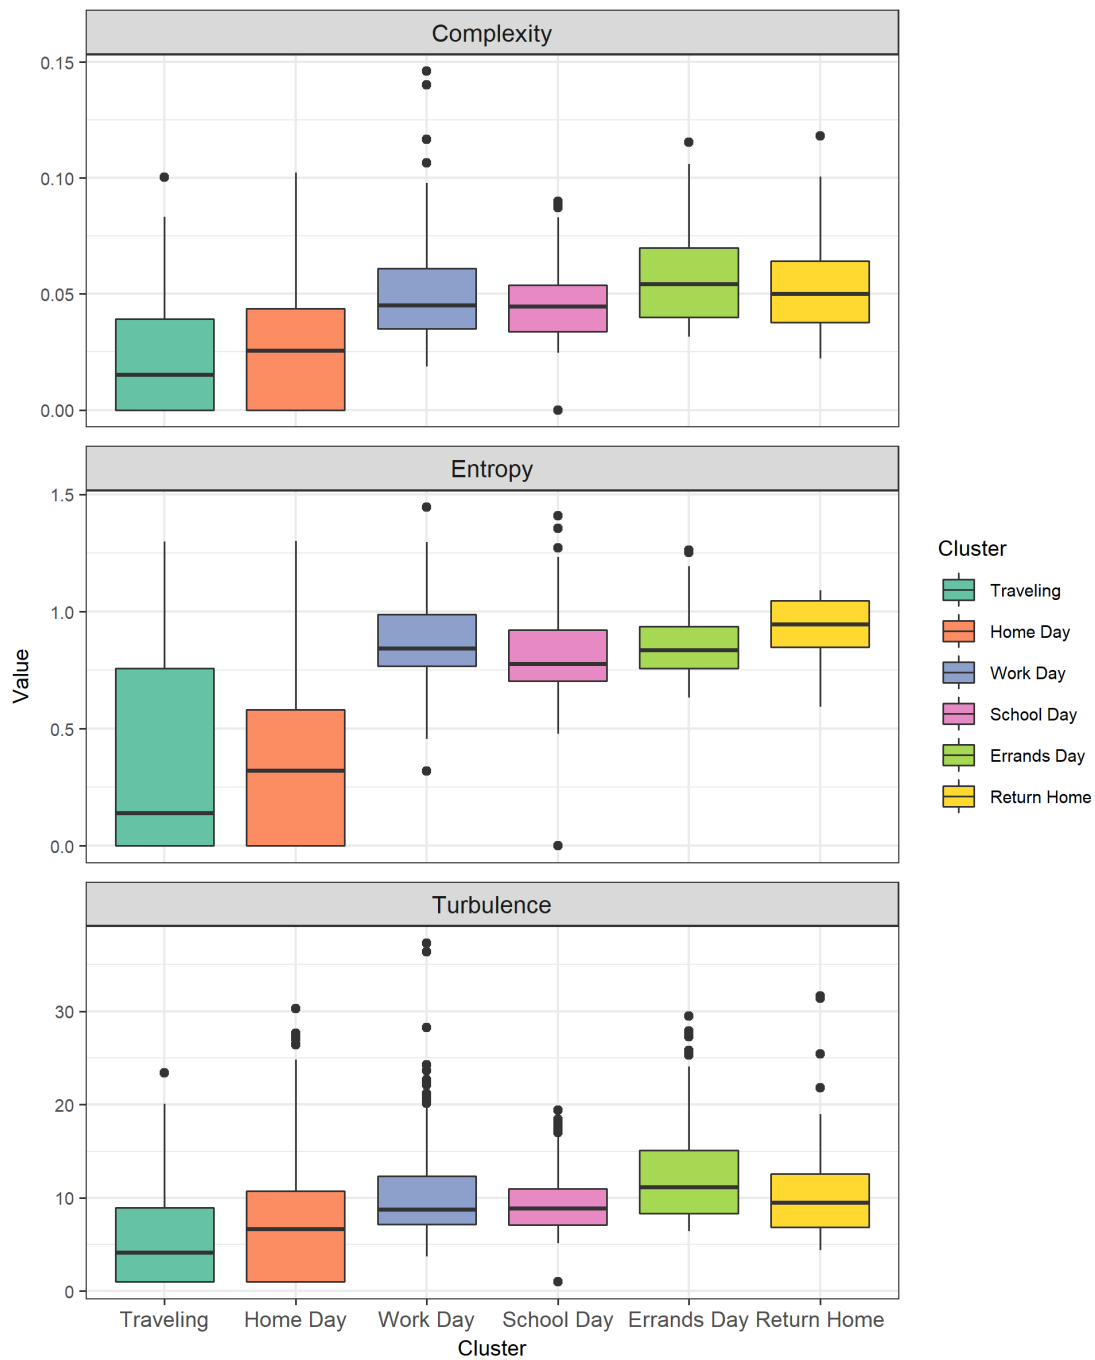 Complexity
0.15
0.10
0.05
0.00
Entropy
1.5
1.0
0.5
0.0
Value
Turbulence
30
20
10
0
Traveling Home Day Work Day School Day Errands Day Return Home
Cluster
Cluster
Traveling
Home Day
Work Day
School Day
Errands Day
Return Home